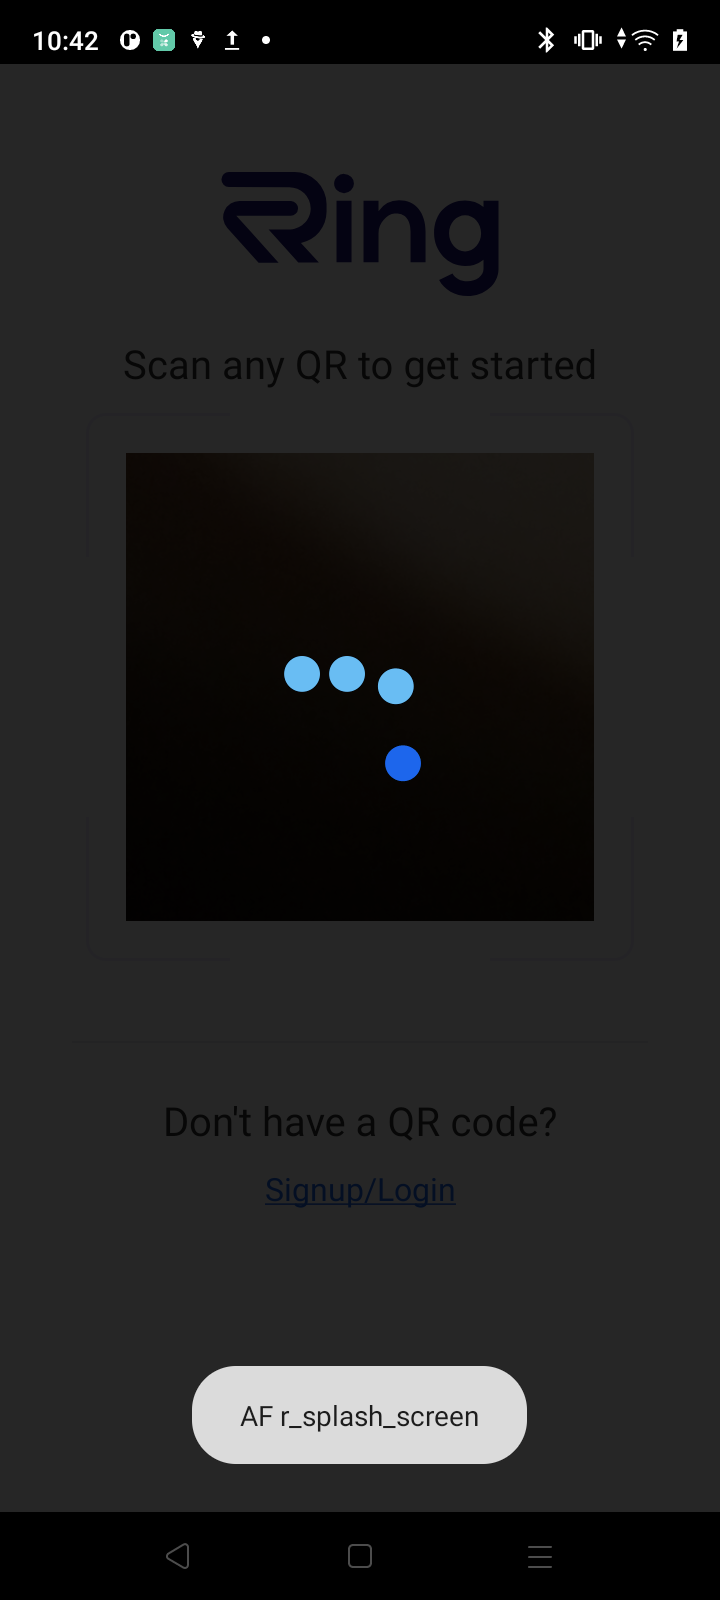 10:42
Ring
Scan any QR to get started
Don't have a QR code?
Signup/Login
AF r_splash_screen